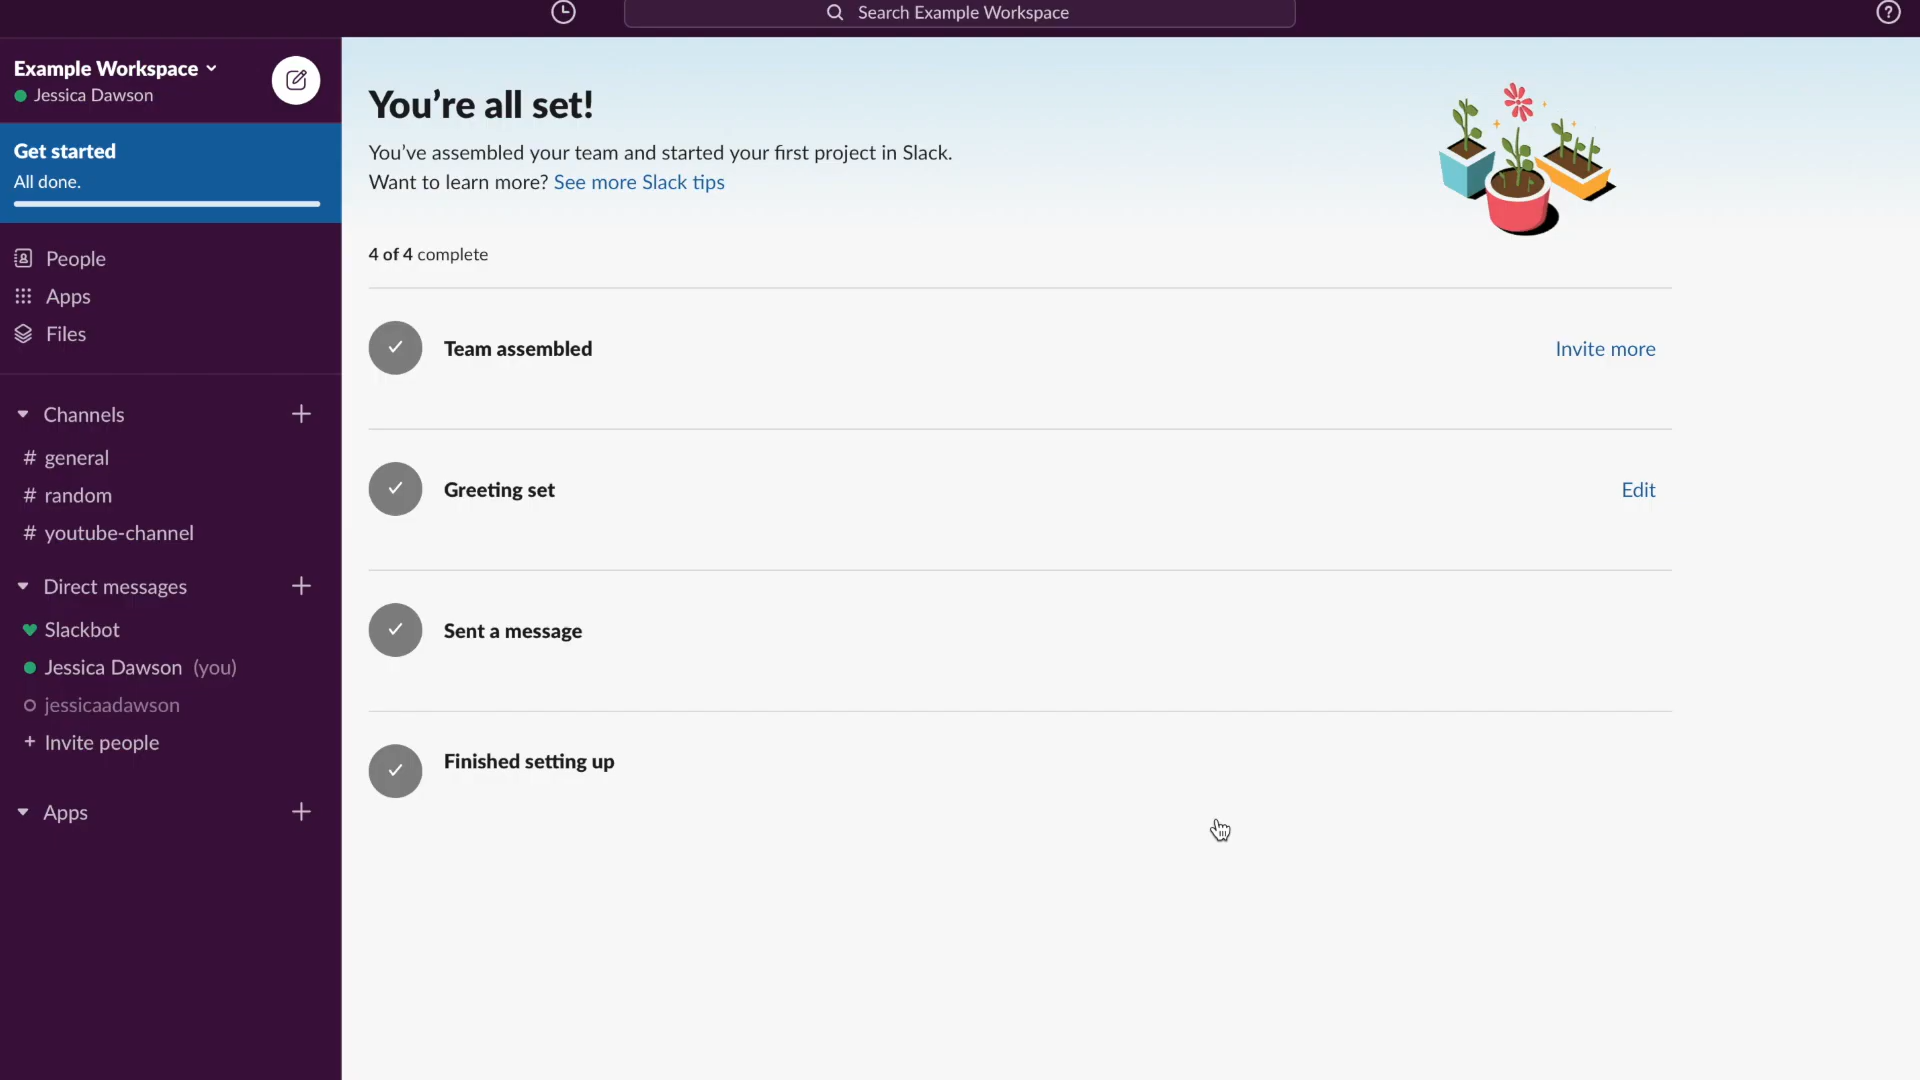 Search Example Workspace
Example Workspace
Jessica Dawson
Get started
All done.
People
Apps
Files
Channels
# general
# random
# youtube-channel
Direct messages
Slackbot
Jessica Dawson (you)
jessicaadawson
+ Invite people
Apps
You’re all set!
You’ve assembled your team and started your first project in Slack.
Want to learn more? See more Slack tips
4 of 4 complete
Team assembled
Invite more
Greeting set
Edit
Sent a message
Finished setting up